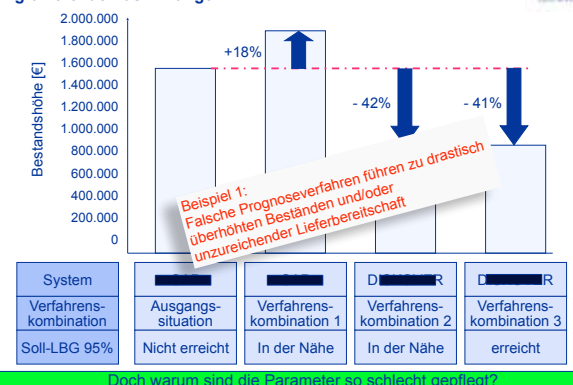 2.000.000
1.800.000
1.600.000
1.400.000
1.200.000
1.000.000
800.000
600.000
400.000
200.000
0
Bestandshöhe [€]
+18%
- 42%
- 41%
Beispiel 1:
Falsche Prognoseverfahren führen zu drastisch
überhöhten Beständen und/oder
unzureichender Lieferbereitschaft
System
Verfahrens-
kombination
Ausgangs-
situation
Verfahrens-
kombination 1
Verfahrens-
kombination 2
Verfahrens-
kombination 3
Soll-LBG 95%
Nicht erreicht
In der Nähe
In der Nähe
erreicht
Doch warum sind die Parameter so schlecht gepflegt?